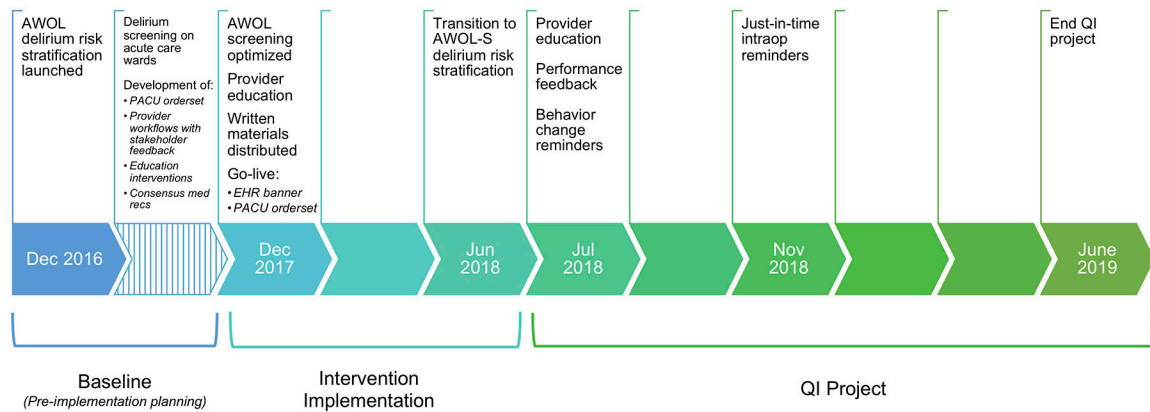 AWOL
delirium risk
stratification
launched
Delirium
screening on
acute care
wards
Development of:
• PACU orderset
• Provider
workflows with
stakeholder
feedback
• Education
interventions
• Consensus med
recs
AWOL
screening
optimized
Provider
education
Written
materials
distributed
Go-live:
• EHR banner
• PACU orderset
Transition to
AWOL-S
delirium risk
stratification
Provider
education
Performance
feedback
Behavior
change
reminders
Just-in-time
intraop
reminders
End QI
project
Dec 2016
Dec
2017
Jun
2018
Jul
2018
Nov
2018
June
2019
Baseline
(Pre-implementation planning)
Intervention
Implementation
QI Project